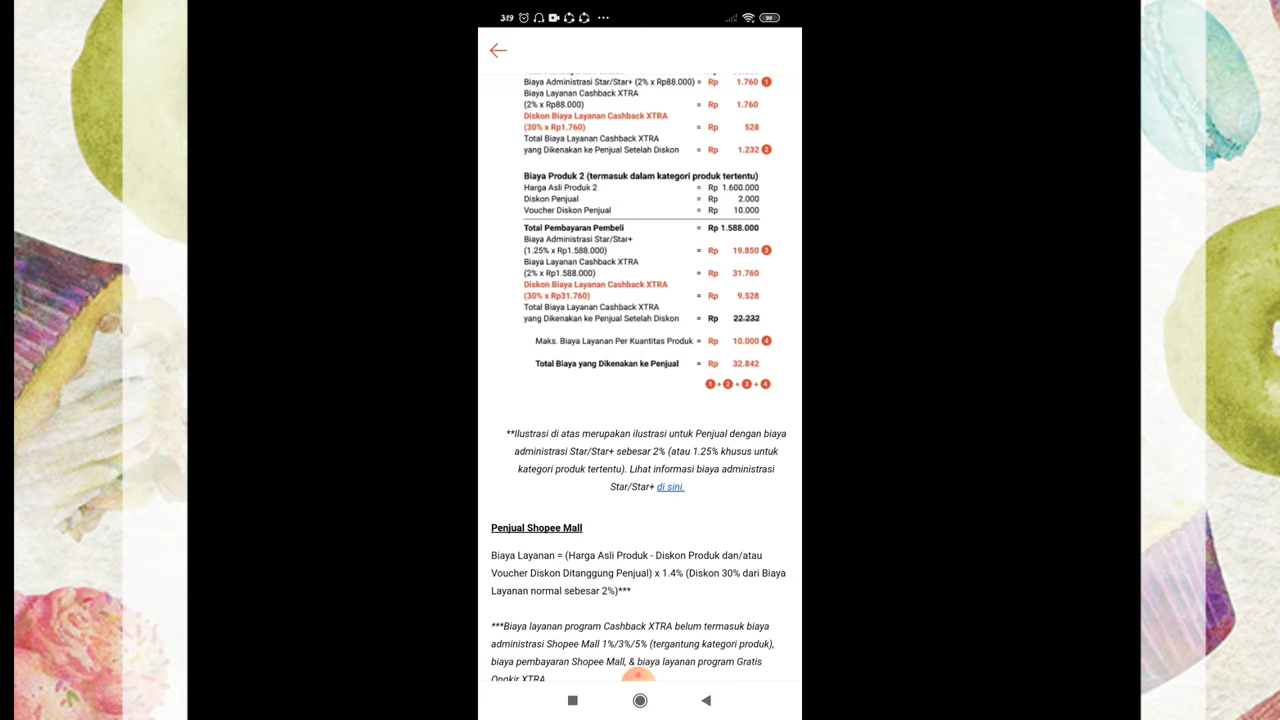 3:19
98
Biaya Administrasi Star/Star+ (2% x Rp88.000) = Rp 1.760 1
Biaya Layanan Cashback XTRA
(2% x Rp88.000) = Rp 1.760
Diskon Biaya Layanan Cashback XTRA
(30% x Rp1.760) = Rp 528
Total Biaya Layanan Cashback XTRA
yang Dikenakan ke Penjual Setelah Diskon = Rp 1.232 2
Biaya Produk 2 (termasuk dalam kategori produk tertentu)
Harga Asli Produk 2 = Rp 1.600.000
Diskon Penjual = Rp 2.000
Voucher Diskon Penjual = Rp 10.000
Total Pembayaran Pembeli = Rp 1.588.000
Biaya Administrasi Star/Star+
(1.25% x Rp1.588.000) = Rp 19.850 3
Biaya Layanan Cashback XTRA
(2% x Rp1.588.000) = Rp 31.760
Diskon Biaya Layanan Cashback XTRA
(30% x Rp31.760) = Rp 9.528
Total Biaya Layanan Cashback XTRA
yang Dikenakan ke Penjual Setelah Diskon = Rp 22.232
Maks. Biaya Layanan Per Kuantitas Produk = Rp 10.000 4
Total Biaya yang Dikenakan ke Penjual = Rp 32.842
1 + 2 + 3 + 4
**Ilustrasi di atas merupakan ilustrasi untuk Penjual dengan biaya
administrasi Star/Star+ sebesar 2% (atau 1.25% khusus untuk
kategori produk tertentu). Lihat informasi biaya administrasi
Star/Star+ di sini.
Penjual Shopee Mall
Biaya Layanan = (Harga Asli Produk - Diskon Produk dan/atau
Voucher Diskon Ditanggung Penjual) x 1.4% (Diskon 30% dari Biaya
Layanan normal sebesar 2%)***
***Biaya layanan program Cashback XTRA belum termasuk biaya
administrasi Shopee Mall 1%/3%/5% (tergantung kategori produk),
biaya pembayaran Shopee Mall, & biaya layanan program Gratis
Ongkir XTRA